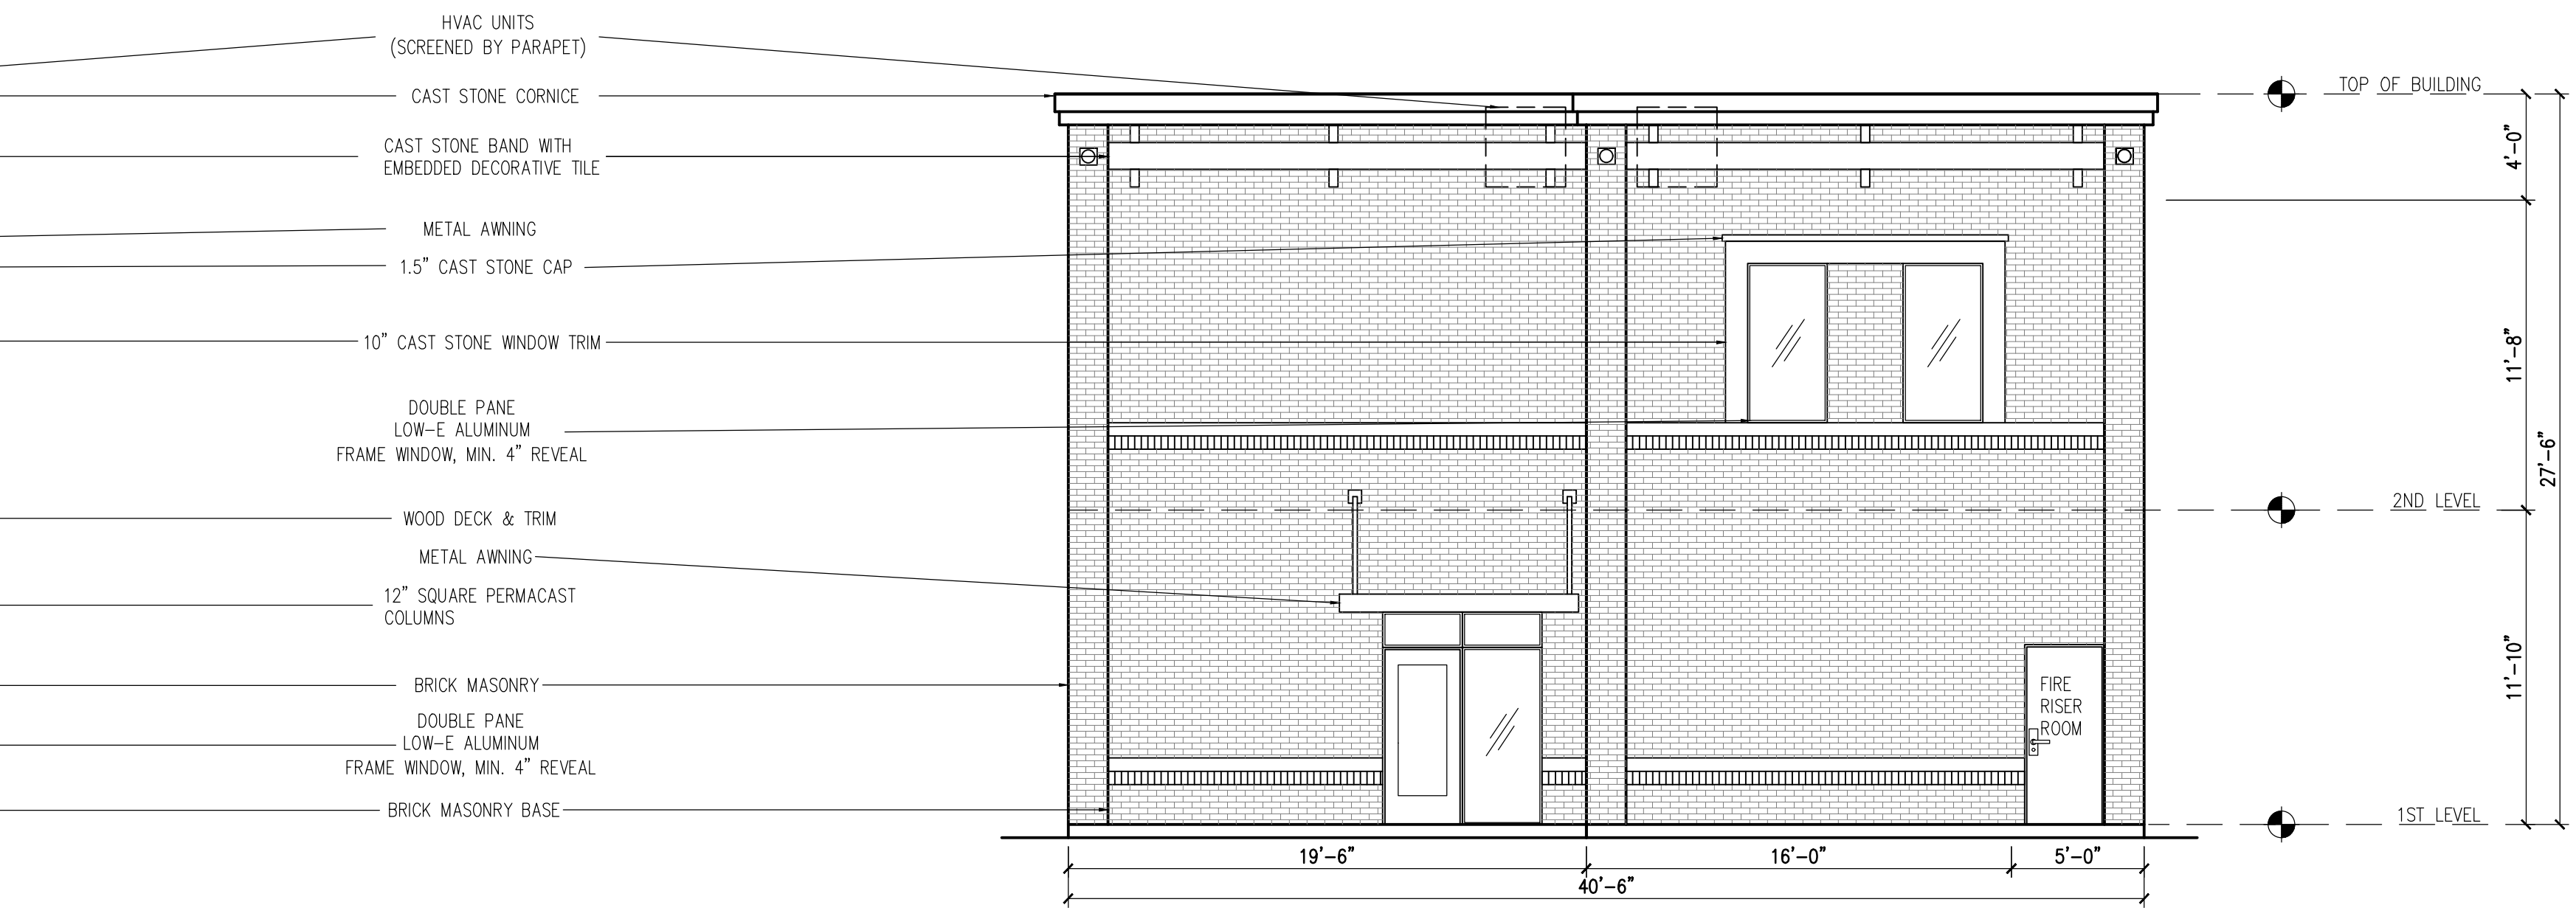 HVAC UNITS
(SCREENED BY PARAPET)
CAST STONE CORNICE
CAST STONE BAND WITH
EMBEDDED DECORATIVE TILE
METAL AWNING
1.5” CAST STONE CAP
10” CAST STONE WINDOW TRIM
DOUBLE PANE
LOW-E ALUMINUM
FRAME WINDOW, MIN. 4” REVEAL
WOOD DECK & TRIM
METAL AWNING
12” SQUARE PERMACAST
COLUMNS
BRICK MASONRY
DOUBLE PANE
LOW-E ALUMINUM
FRAME WINDOW, MIN. 4” REVEAL
BRICK MASONRY BASE
FIRE
RISER
ROOM
TOP OF BUILDING
2ND LEVEL
1ST LEVEL
4'-0”
11'-8”
11'-10”
27'-6”
19'-6”
16'-0”
5'-0”
40'-6”